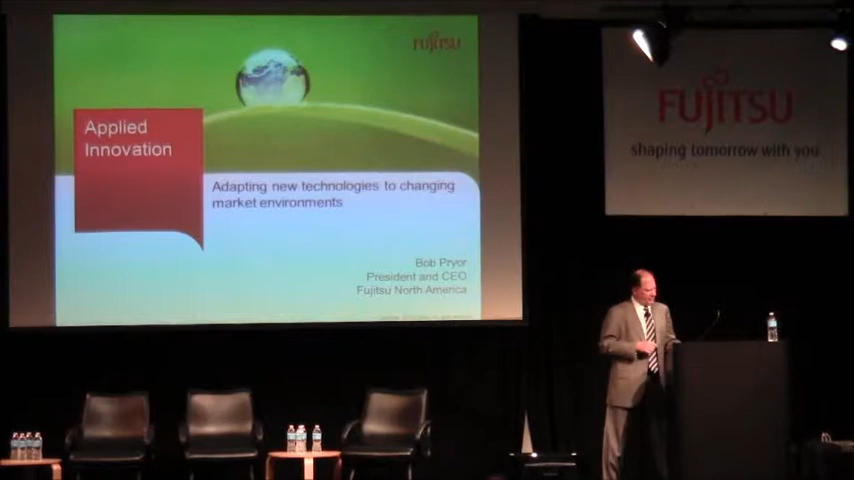 FUJITSU
Applied
Innovation
Adapting new technologies to changing
market environments
Bob Pryor
President and CEO
Fujitsu North America
FUJITSU
shaping tomorrow with you